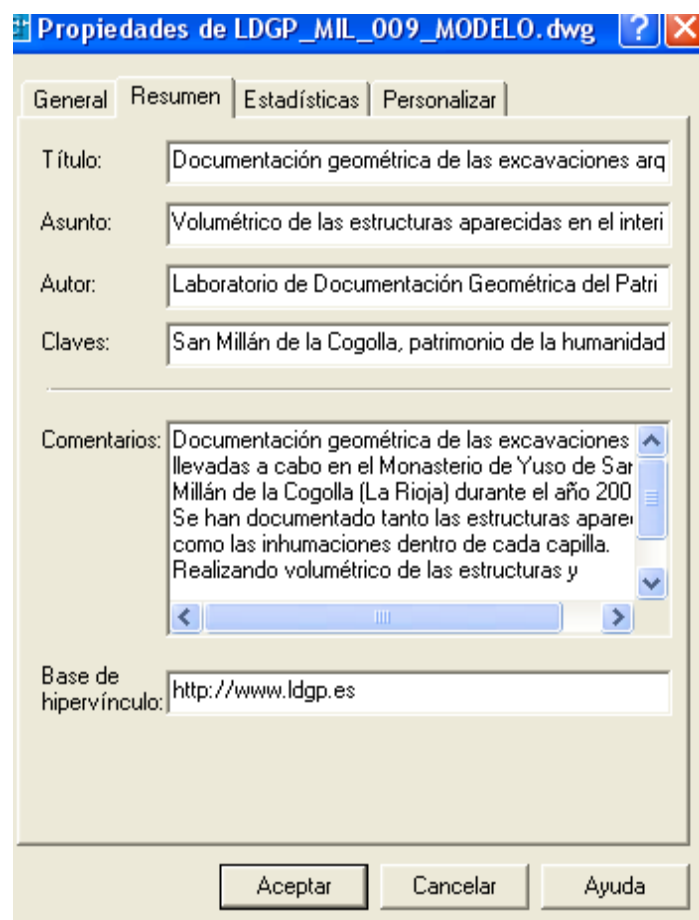 Propiedades de LDGP_MIL_009_MODELO.dwg
General Resumen Estadísticas Personalizar
Título: Documentación geométrica de las excavaciones arq
Asunto: Volumétrico de las estructuras aparecidas en el interi
Autor: Laboratorio de Documentación Geométrica del Patri
Claves: San Millán de la Cogolla, patrimonio de la humanidad
Comentarios: Documentación geométrica de las excavaciones
llevadas a cabo en el Monasterio de Yuso de Sar
Millán de la Cogolla (La Rioja) durante el año 200
Se han documentado tanto las estructuras apare
como las inhumaciones dentro de cada capilla.
Realizando volumétrico de las estructuras y
Base de
hipervínculo: http://www.ldgp.es
Aceptar Cancelar Ayuda